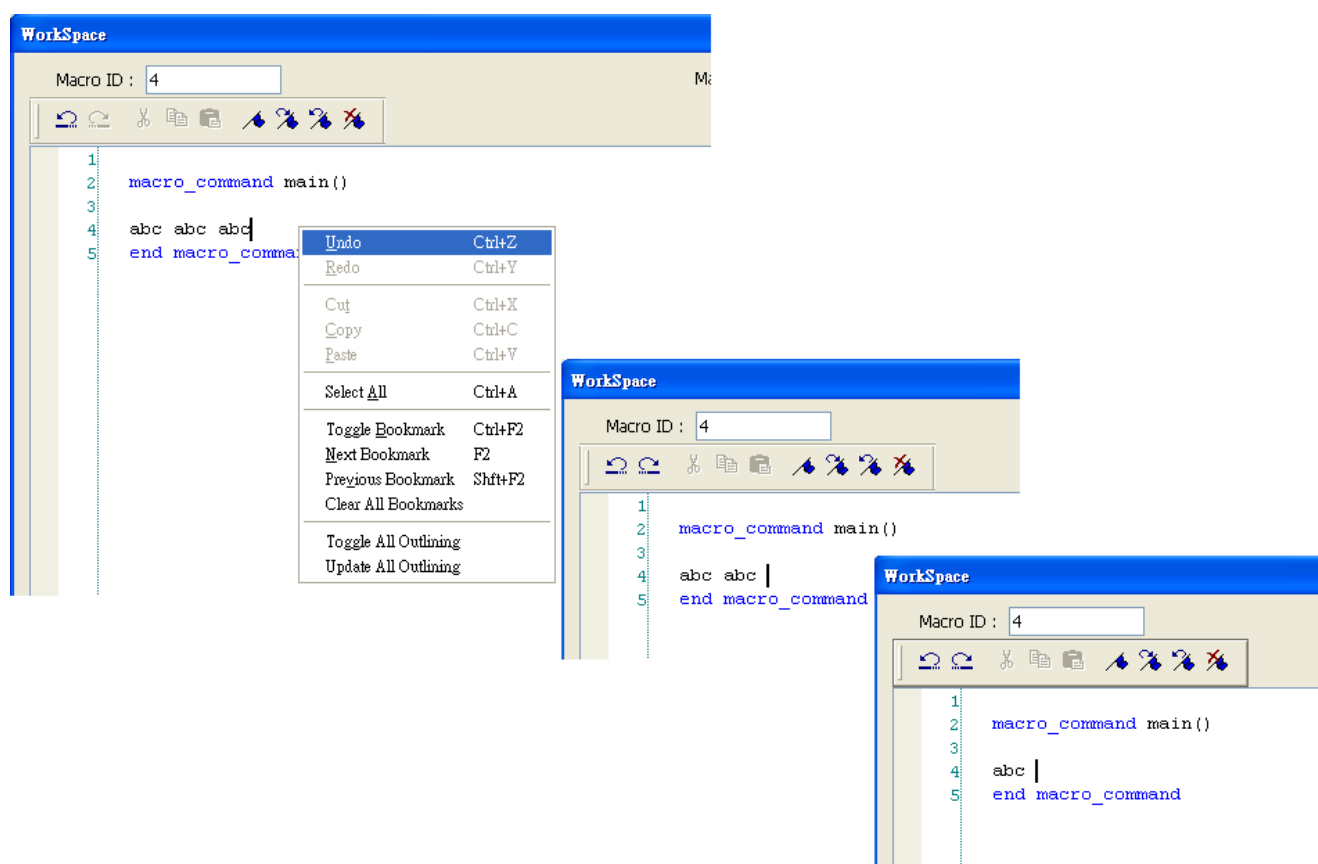 WorkSpace
Macro ID : 4
Ma
1
2 macro_command main()
3
4 abc abc abc
5 end macro_comma
Undo Ctrl+Z
Redo Ctrl+Y
Cut Ctrl+X
Copy Ctrl+C
Paste Ctrl+V
Select All Ctrl+A
Toggle Bookmark Ctrl+F2
Next Bookmark F2
Previous Bookmark Shft+F2
Clear All Bookmarks
Toggle All Outlining
Update All Outlining
WorkSpace
Macro ID : 4
1
2 macro_command main()
3
4 abc abc
5 end macro_command
WorkSpace
Macro ID : 4
1
2 macro_command main()
3
4 abc
5 end macro_command